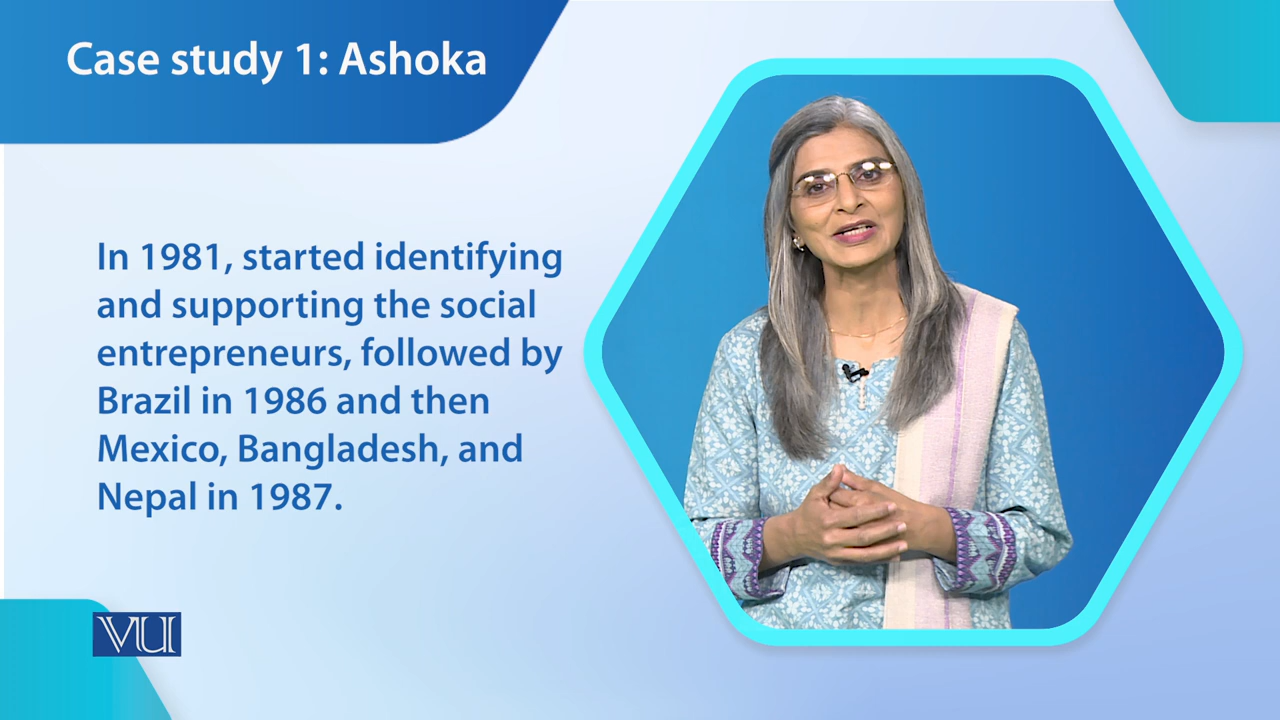 Case study 1: Ashoka
In 1981, started identifying
and supporting the social
entrepreneurs, followed by
Brazil in 1986 and then
Mexico, Bangladesh, and
Nepal in 1987.
VU